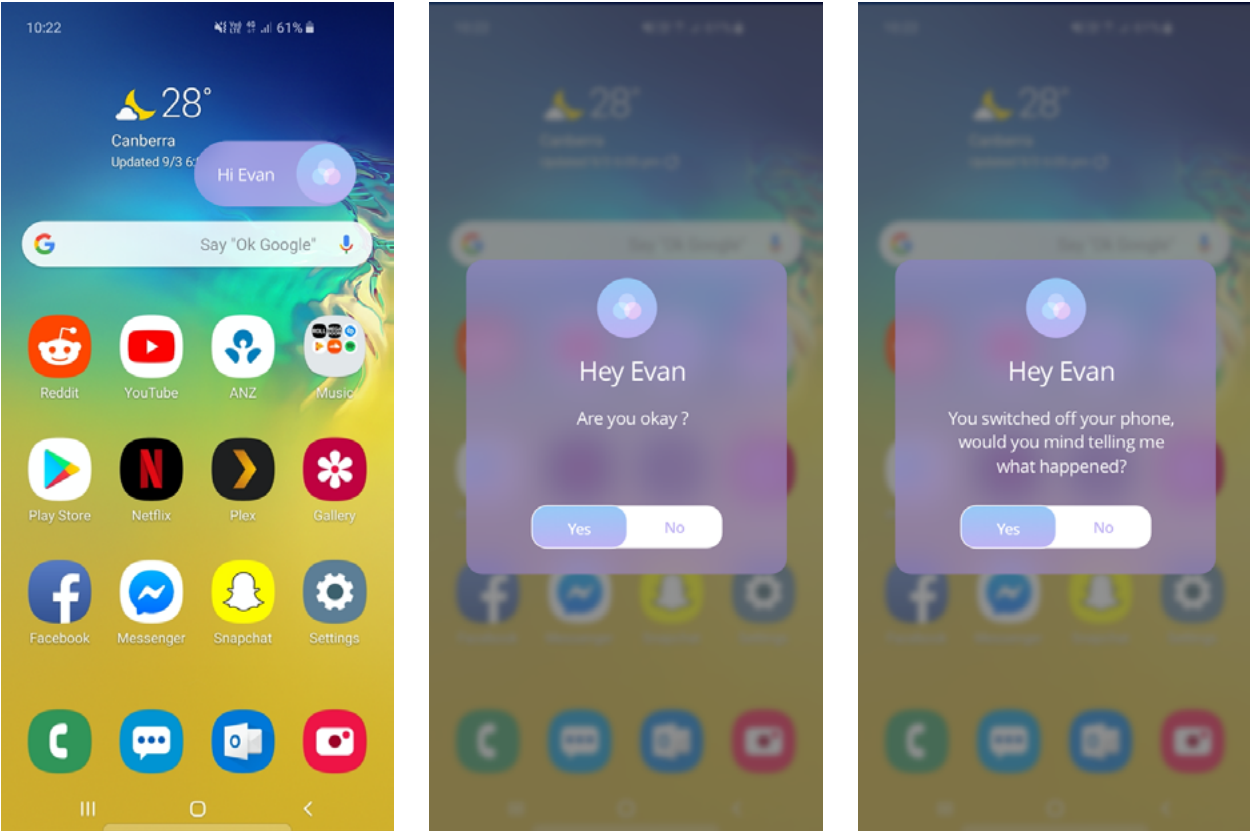 10:22
61%
28°
Canberra
Updated 9/3 6:
Hi Evan
Say "Ok Google"
Reddit YouTube ANZ Music
Play Store Netflix Plex Gallery
Facebook Messenger Snapchat Settings
Hey Evan
Are you okay ?
Yes No
Hey Evan
You switched off your phone,
would you mind telling me
what happened?
Yes No